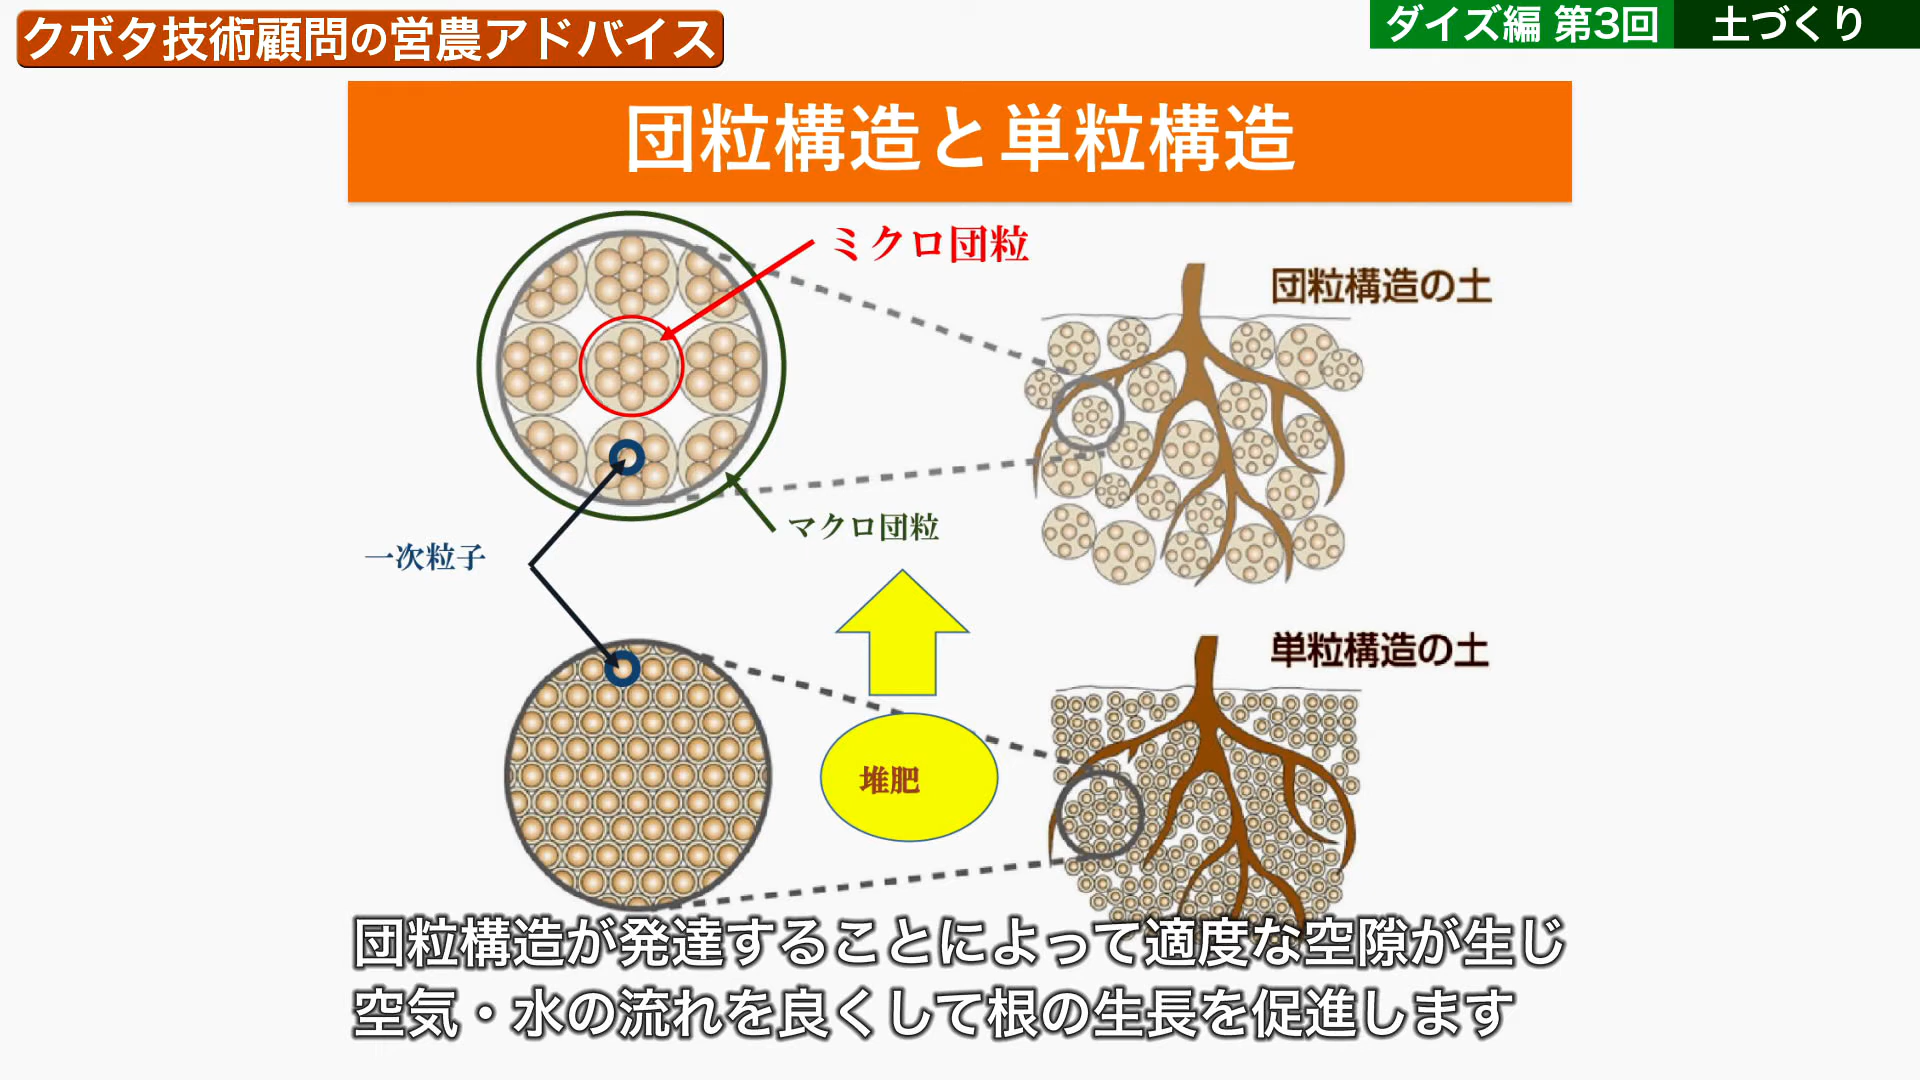 クボタ技術顧問の営農アドバイス
ダイズ編 第3回 土づくり
団粒構造と単粒構造
ミクロ団粒
団粒構造の土
マクロ団粒
一次粒子
単粒構造の土
堆肥
団粒構造が発達することによって適度な空隙が生じ
空気・水の流れを良くして根の生長を促進します